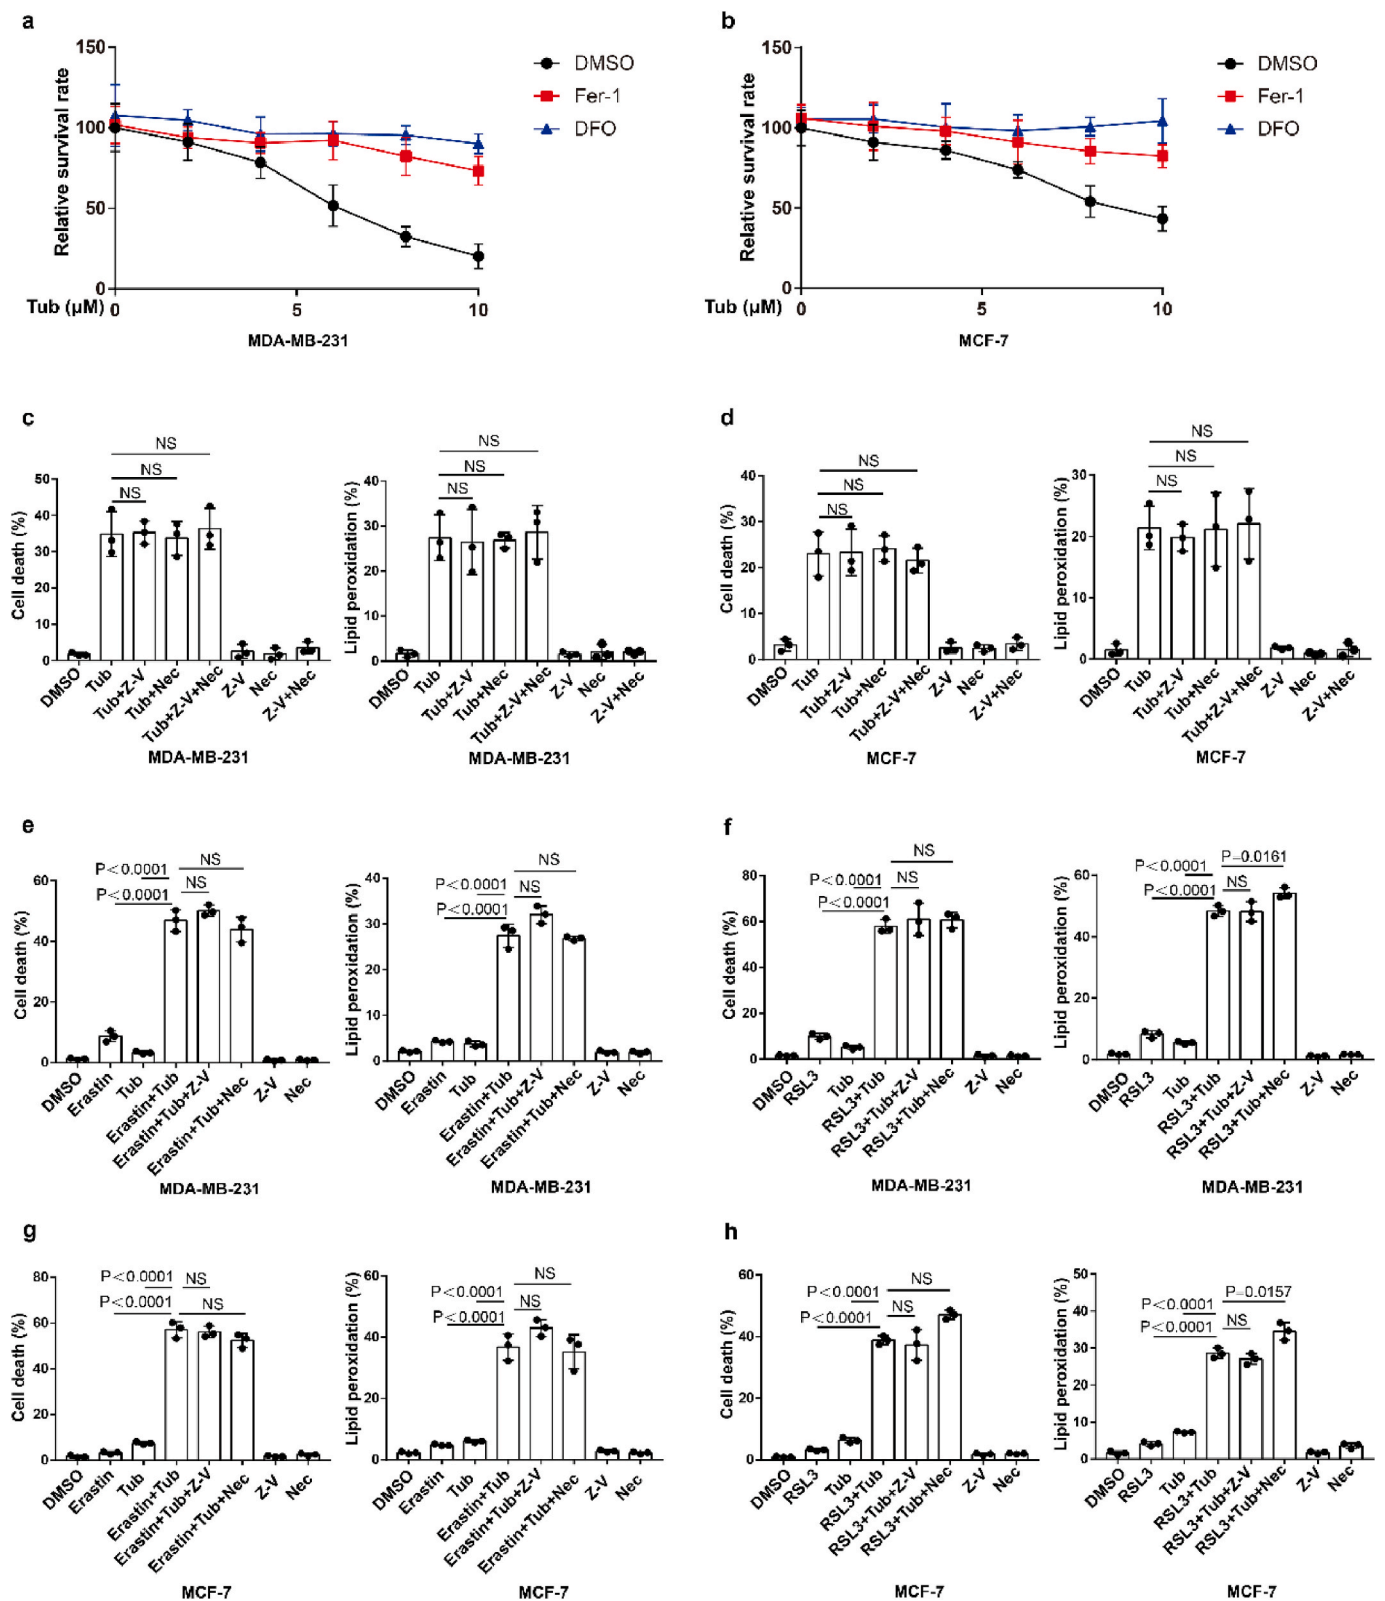 a
150
100
50
0
Relative survival rate
DMSO
Fer-1
DFO
Tub (μM) 0 5 10
MDA-MB-231
b
150
100
50
0
Relative survival rate
DMSO
Fer-1
DFO
Tub (μM) 0 5 10
MCF-7
c
NS
NS
NS
50
40
30
20
10
0
Cell death (%)
DMSO
Tub
Tub+Z-V
Tub+Nec
Tub+Z-V+Nec
Z-V
Nec
Z-V+Nec
MDA-MB-231
NS
NS
NS
40
30
20
10
0
Lipid peroxidation (%)
DMSO
Tub
Tub+Z-V
Tub+Nec
Tub+Z-V+Nec
Z-V
Nec
Z-V+Nec
MDA-MB-231
d
NS
NS
NS
40
30
20
10
0
Cell death (%)
DMSO
Tub
Tub+Z-V
Tub+Nec
Tub+Z-V+Nec
Z-V
Nec
Z-V+Nec
MCF-7
NS
NS
NS
30
20
10
0
Lipid peroxidation (%)
DMSO
Tub
Tub+Z-V
Tub+Nec
Tub+Z-V+Nec
Z-V
Nec
Z-V+Nec
MCF-7
e
NS
P<0.0001
NS
P<0.0001
60
40
20
0
Cell death (%)
DMSO
Erastin
Tub
Erastin+Tub
Erastin+Tub+Z-V
Erastin+Tub+Nec
Z-V
Nec
MDA-MB-231
NS
P<0.0001
NS
P<0.0001
40
30
20
10
0
Lipid peroxidation (%)
DMSO
Erastin
Tub
Erastin+Tub
Erastin+Tub+Z-V
Erastin+Tub+Nec
Z-V
Nec
MDA-MB-231
f
NS
P<0.0001
NS
P<0.0001
80
60
40
20
0
Cell death (%)
DMSO
RSL3
Tub
RSL3+Tub
RSL3+Tub+Z-V
RSL3+Tub+Nec
Z-V
Nec
MDA-MB-231
P=0.0161
P<0.0001
NS
P<0.0001
60
40
20
0
Lipid peroxidation (%)
DMSO
RSL3
Tub
RSL3+Tub
RSL3+Tub+Z-V
RSL3+Tub+Nec
Z-V
Nec
MDA-MB-231
g
P<0.0001
NS
P<0.0001
NS
80
60
40
20
0
Cell death (%)
DMSO
Erastin
Tub
Erastin+Tub
Erastin+Tub+Z-V
Erastin+Tub+Nec
Z-V
Nec
MCF-7
NS
P<0.0001
NS
P<0.0001
60
40
20
0
Lipid peroxidation (%)
DMSO
Erastin
Tub
Erastin+Tub
Erastin+Tub+Z-V
Erastin+Tub+Nec
Z-V
Nec
MCF-7
h
NS
P<0.0001
NS
P<0.0001
60
40
20
0
Cell death (%)
DMSO
RSL3
Tub
RSL3+Tub
RSL3+Tub+Z-V
RSL3+Tub+Nec
Z-V
Nec
MCF-7
P=0.0157
P<0.0001
NS
P<0.0001
50
40
30
20
10
0
Lipid peroxidation (%)
DMSO
RSL3
Tub
RSL3+Tub
RSL3+Tub+Z-V
RSL3+Tub+Nec
Z-V
Nec
MCF-7